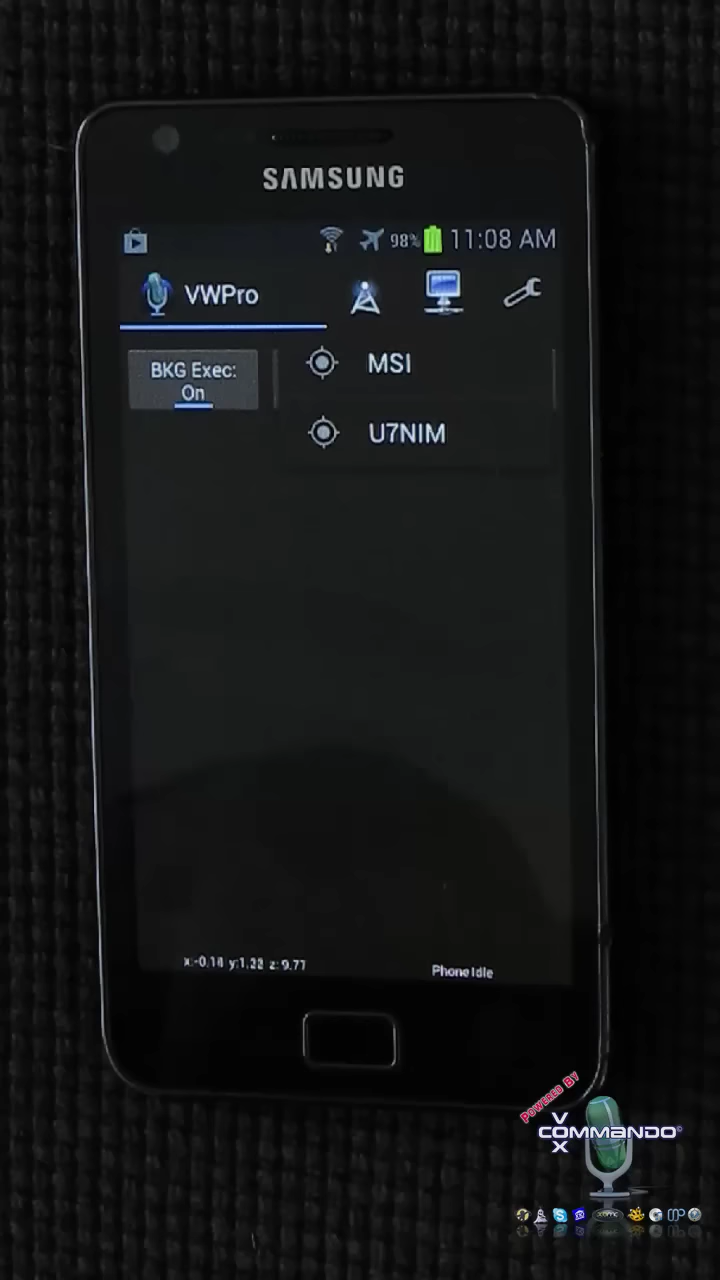 SAMSUNG
98% 11:08 AM
VWPro
BKG Exec:
On
MSI
U7NIM
x:-0.18 y:1.22 z:9.77
Phone Idle
POWERED BY
VOX
COMMANDO